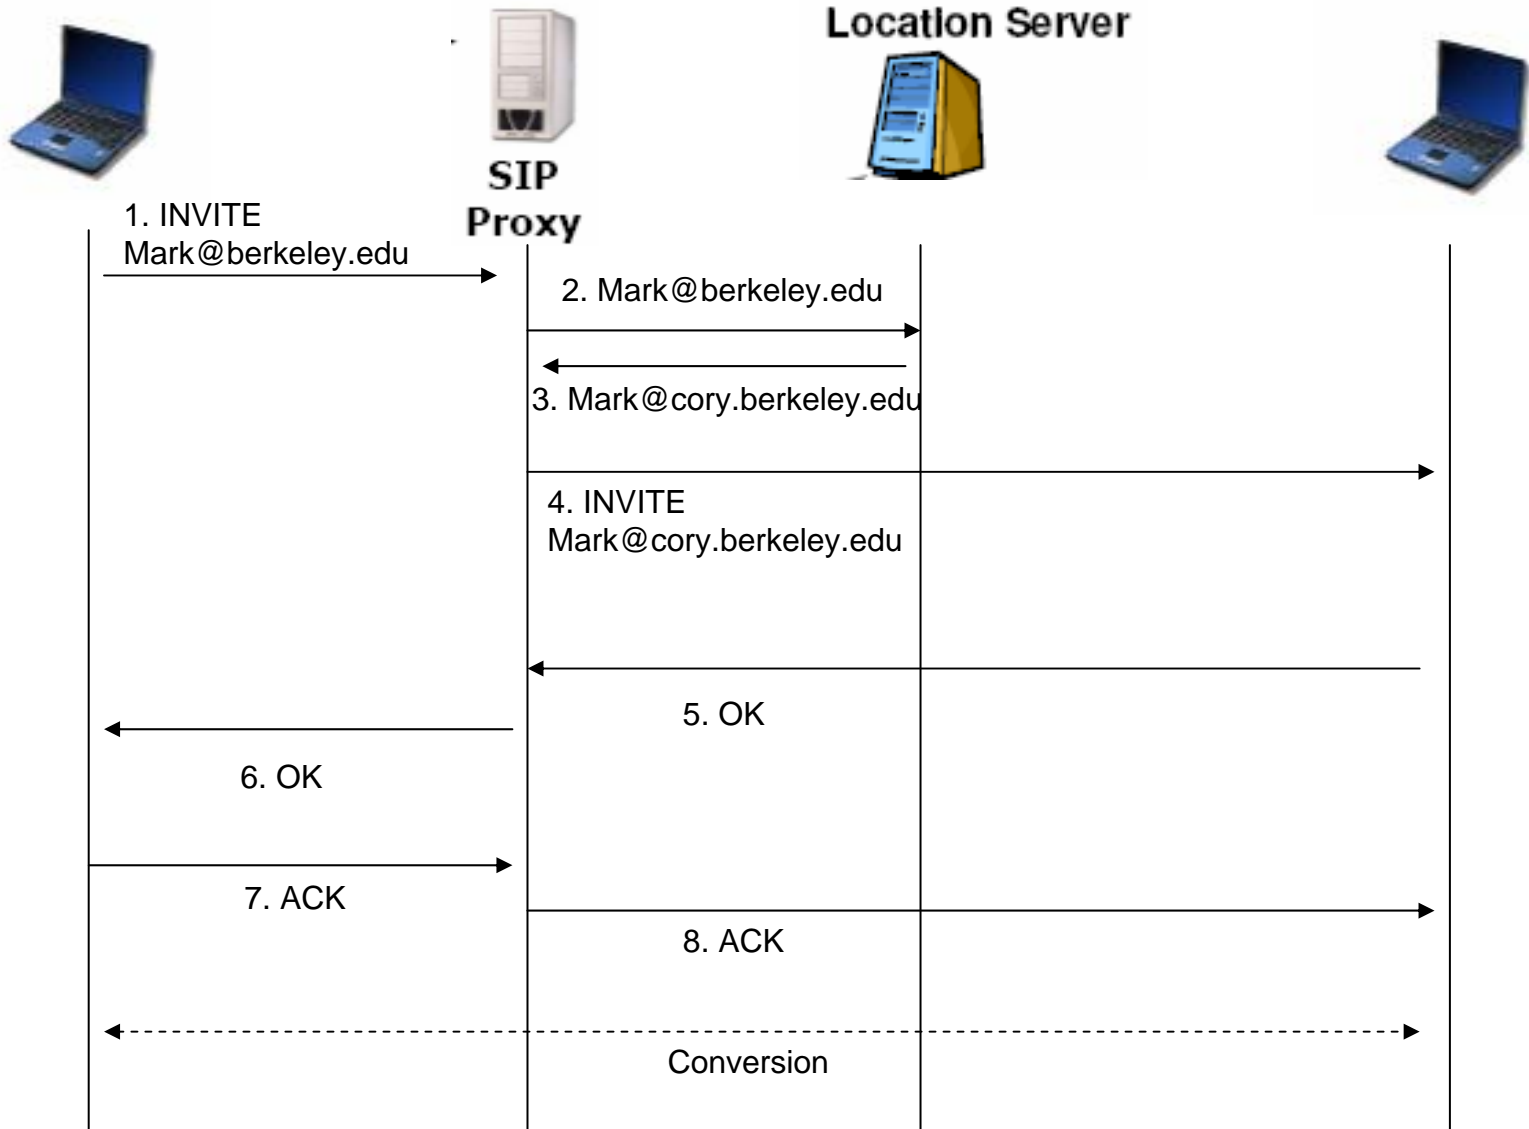 Location Server
SIP
Proxy
1. INVITE
Mark@berkeley.edu
2. Mark@berkeley.edu
3. Mark@cory.berkeley.edu
4. INVITE
Mark@cory.berkeley.edu
5. OK
6. OK
7. ACK
8. ACK
Conversion